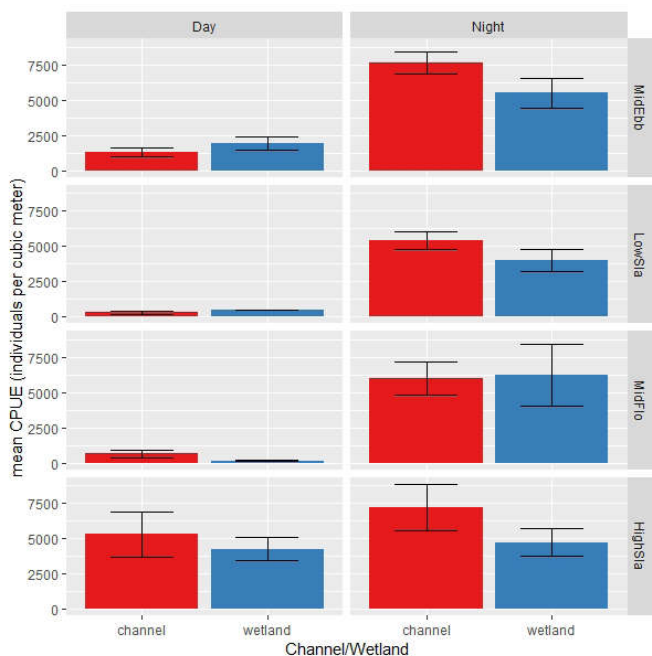 Day Night
7500
5000
2500
0
MidEbb
7500
5000
2500
0
LowSla
7500
5000
2500
0
MidFlo
7500
5000
2500
0
HighSla
mean CPUE (individuals per cubic meter)
channel wetland channel wetland
Channel/Wetland